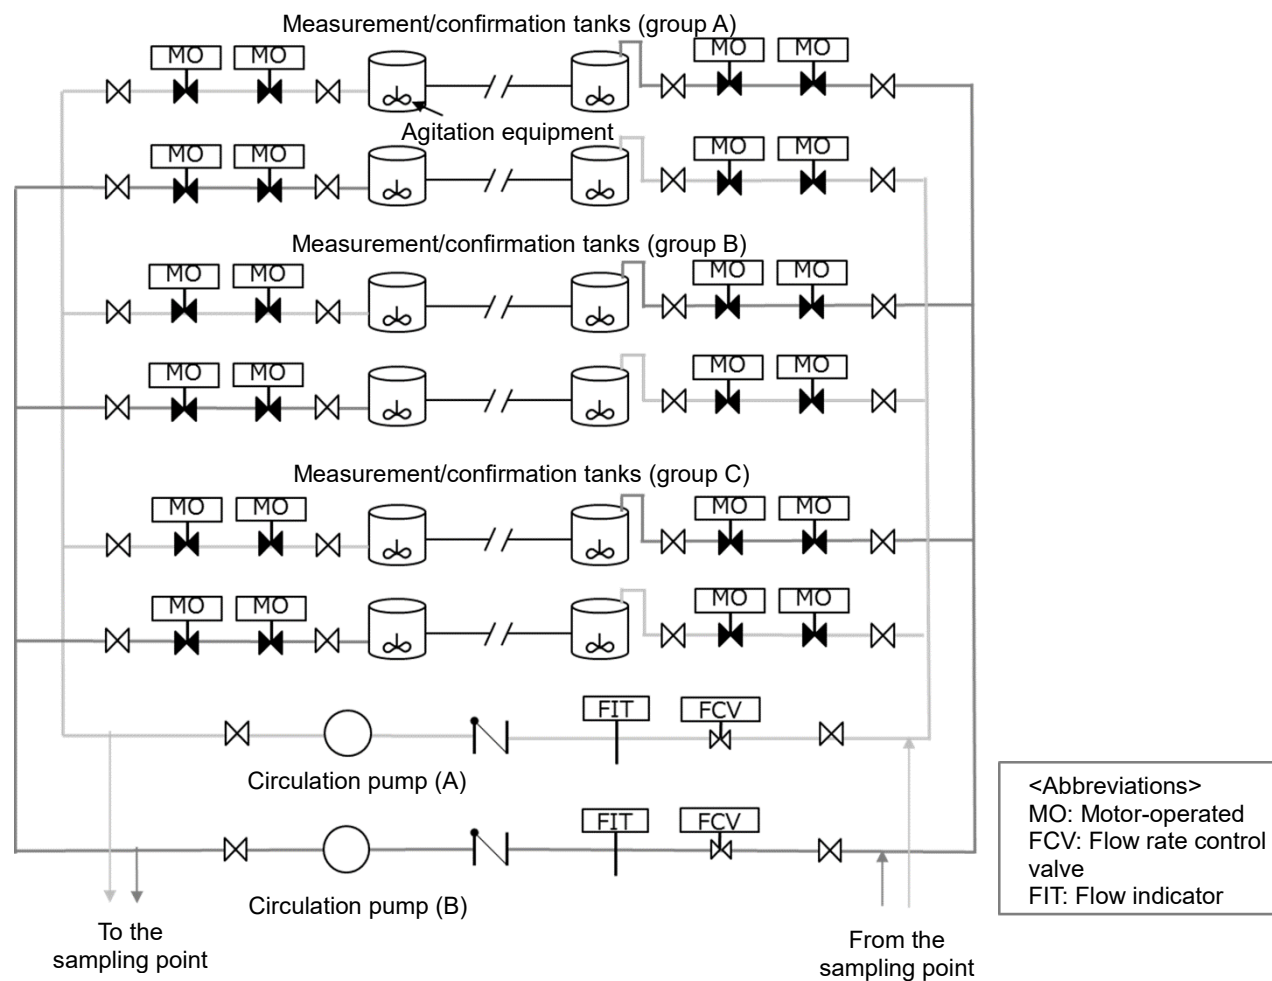 Measurement/confirmation tanks (group A)
MO MO MO MO
Agitation equipment
MO MO MO MO
Measurement/confirmation tanks (group B)
MO MO MO MO
MO MO MO MO
Measurement/confirmation tanks (group C)
MO MO MO MO
MO MO MO MO
FIT FCV
Circulation pump (A)
FIT FCV
Circulation pump (B)
<Abbreviations>
MO: Motor-operated
FCV: Flow rate control
valve
FIT: Flow indicator
To the
sampling point
From the
sampling point